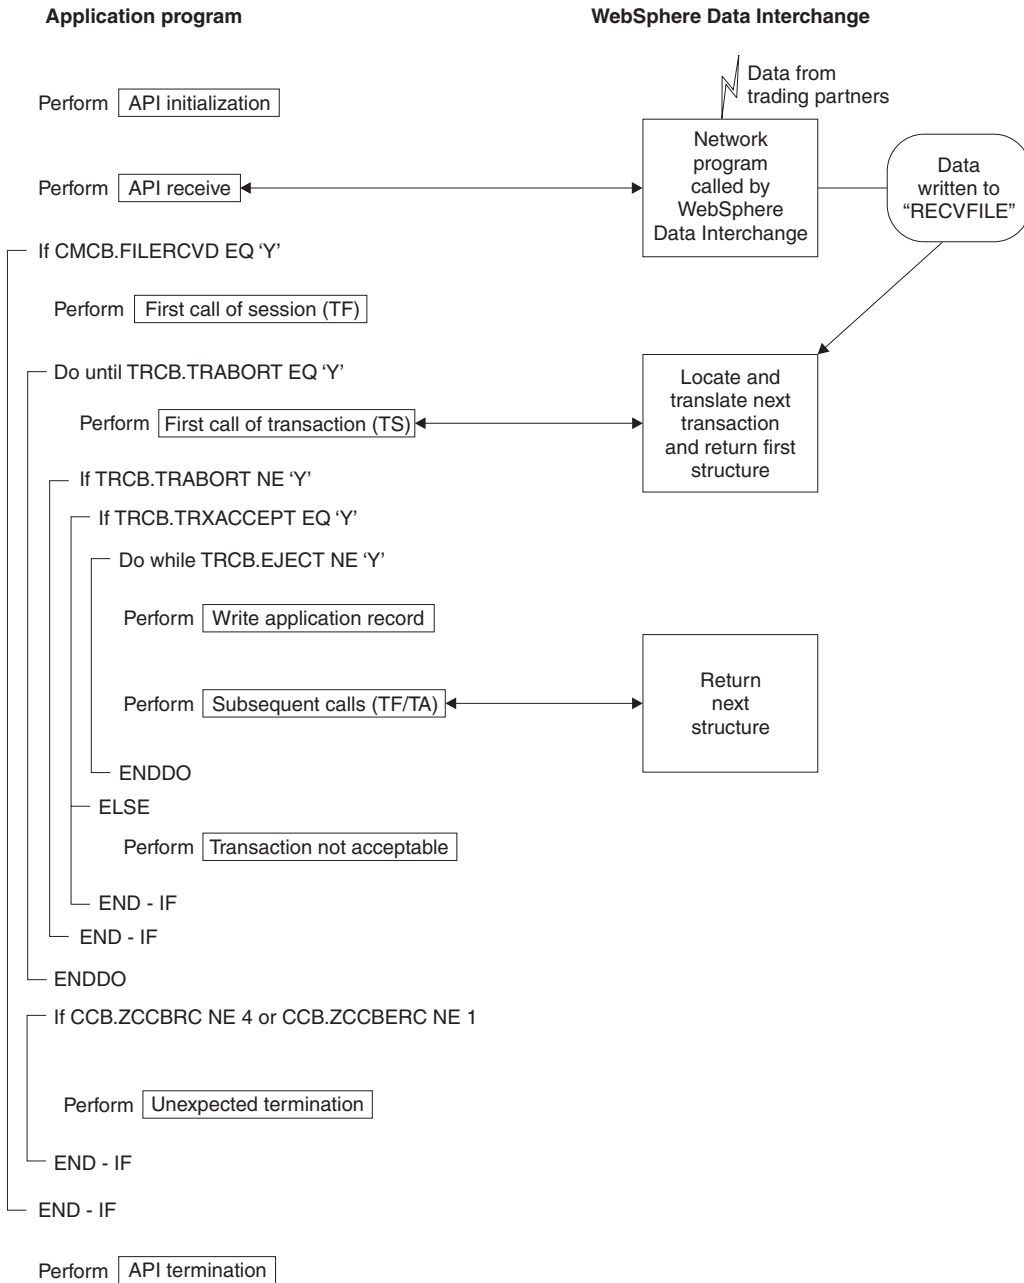 Application program
WebSphere Data Interchange
Data from
trading partners
Perform API initialization
Network
program
called by
WebSphere
Data Interchange
Data
written to
“RECVFILE”
Perform API receive
If CMCB.FILERCVD EQ ‘Y’
Perform First call of session (TF)
Do until TRCB.TRABORT EQ ‘Y’
Locate and
translate next
transaction
and return first
structure
Perform First call of transaction (TS)
If TRCB.TRABORT NE ‘Y’
If TRCB.TRXACCEPT EQ ‘Y’
Do while TRCB.EJECT NE ‘Y’
Perform Write application record
Perform Subsequent calls (TF/TA)
Return
next
structure
ENDDO
ELSE
Perform Transaction not acceptable
END - IF
END - IF
ENDDO
If CCB.ZCCBRC NE 4 or CCB.ZCCBERC NE 1
Perform Unexpected termination
END - IF
END - IF
Perform API termination